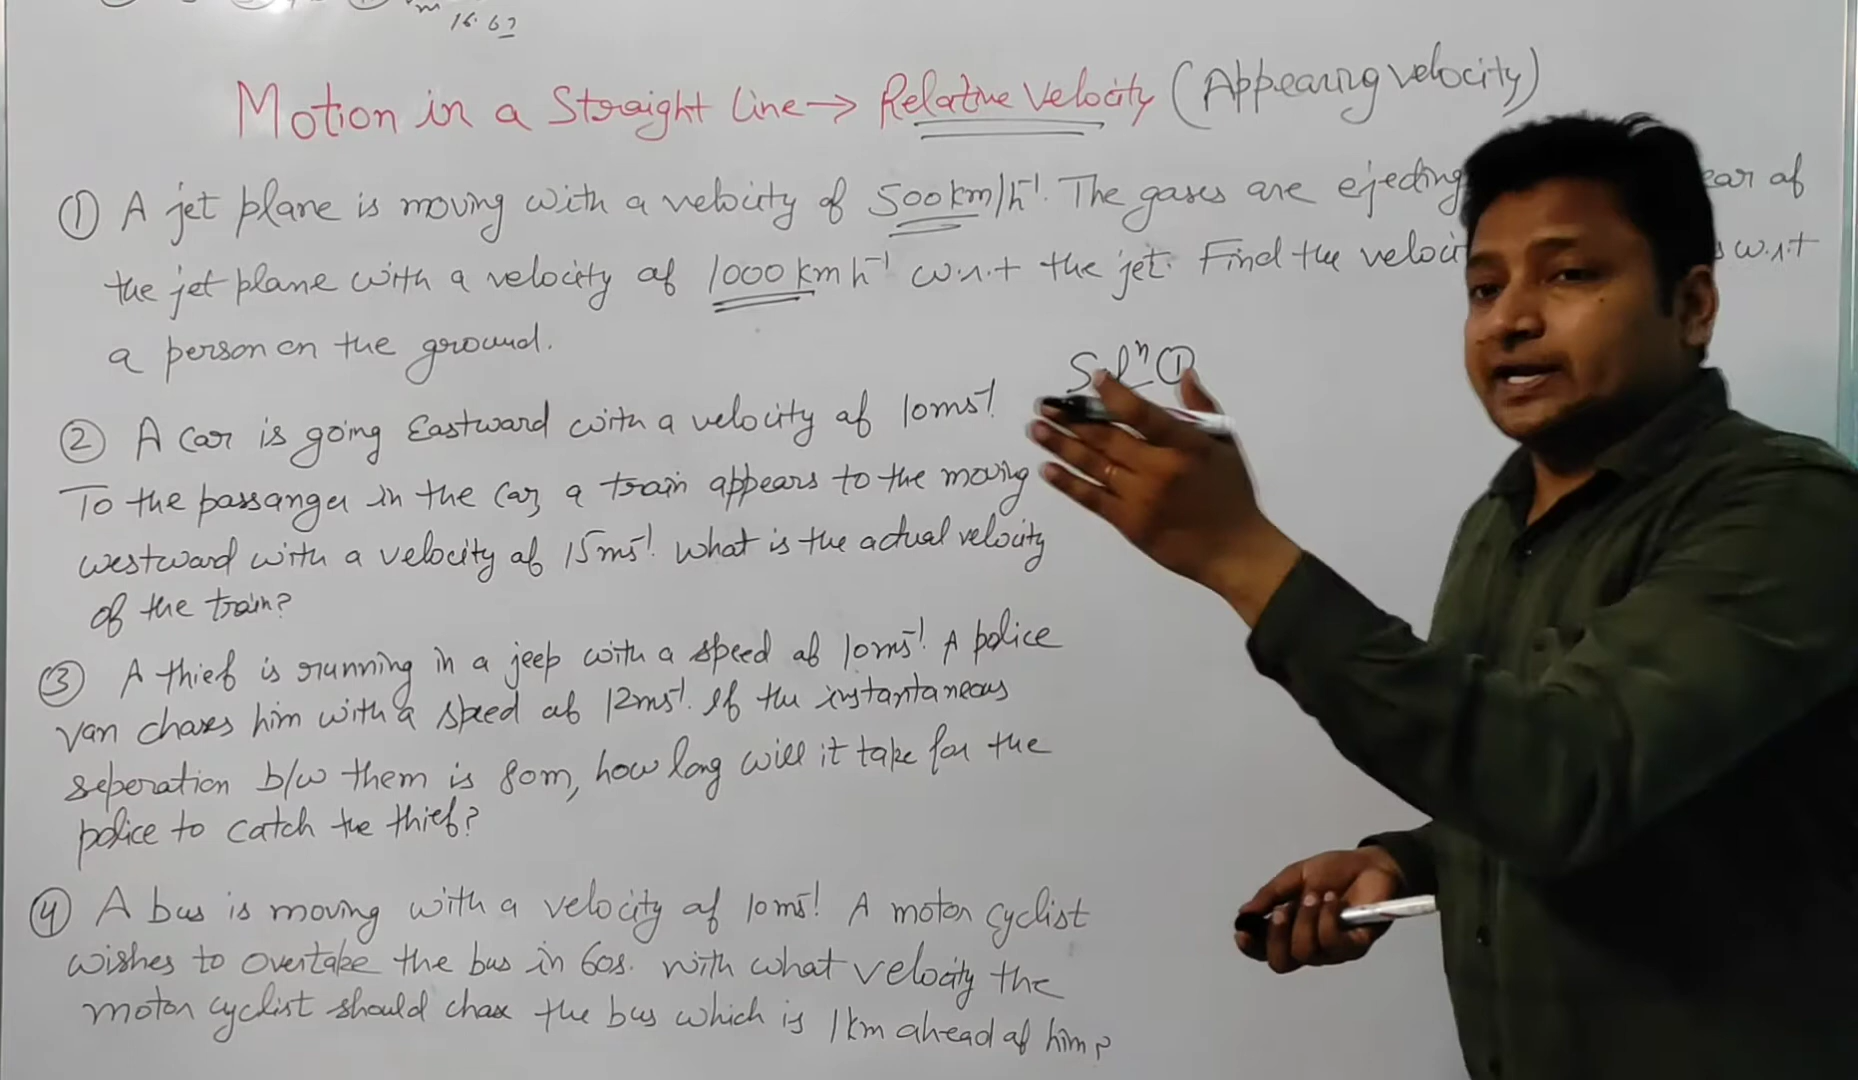 16.67
Motion in a Straight Line → Relative Velocity (Appearing velocity)
① A jet plane is moving with a velocity of 500km/h⁻¹. The gases are ejecting ear of
the jet plane with a velocity of 1000 km h⁻¹ w.r.t the jet. Find the veloci s w.r.t
a person on the ground.
Solⁿ ①
② A car is going Eastward with a velocity of 10ms⁻¹.
To the passanger in the car, a train appears to the moving
westward with a velocity of 15ms⁻¹. What is the actual velocity
of the train?
③ A thief is running in a jeep with a speed of 10ms⁻¹. A police
van chases him with a speed of 12ms⁻¹. If the instantaneous
seperation b/w them is 80m, how long will it take for the
police to catch the thief?
④ A bus is moving with a velocity of 10ms⁻¹. A motor cyclist
wishes to overtake the bus in 60s. With what velocity the
motor cyclist should chase the bus which is 1km ahead of him?